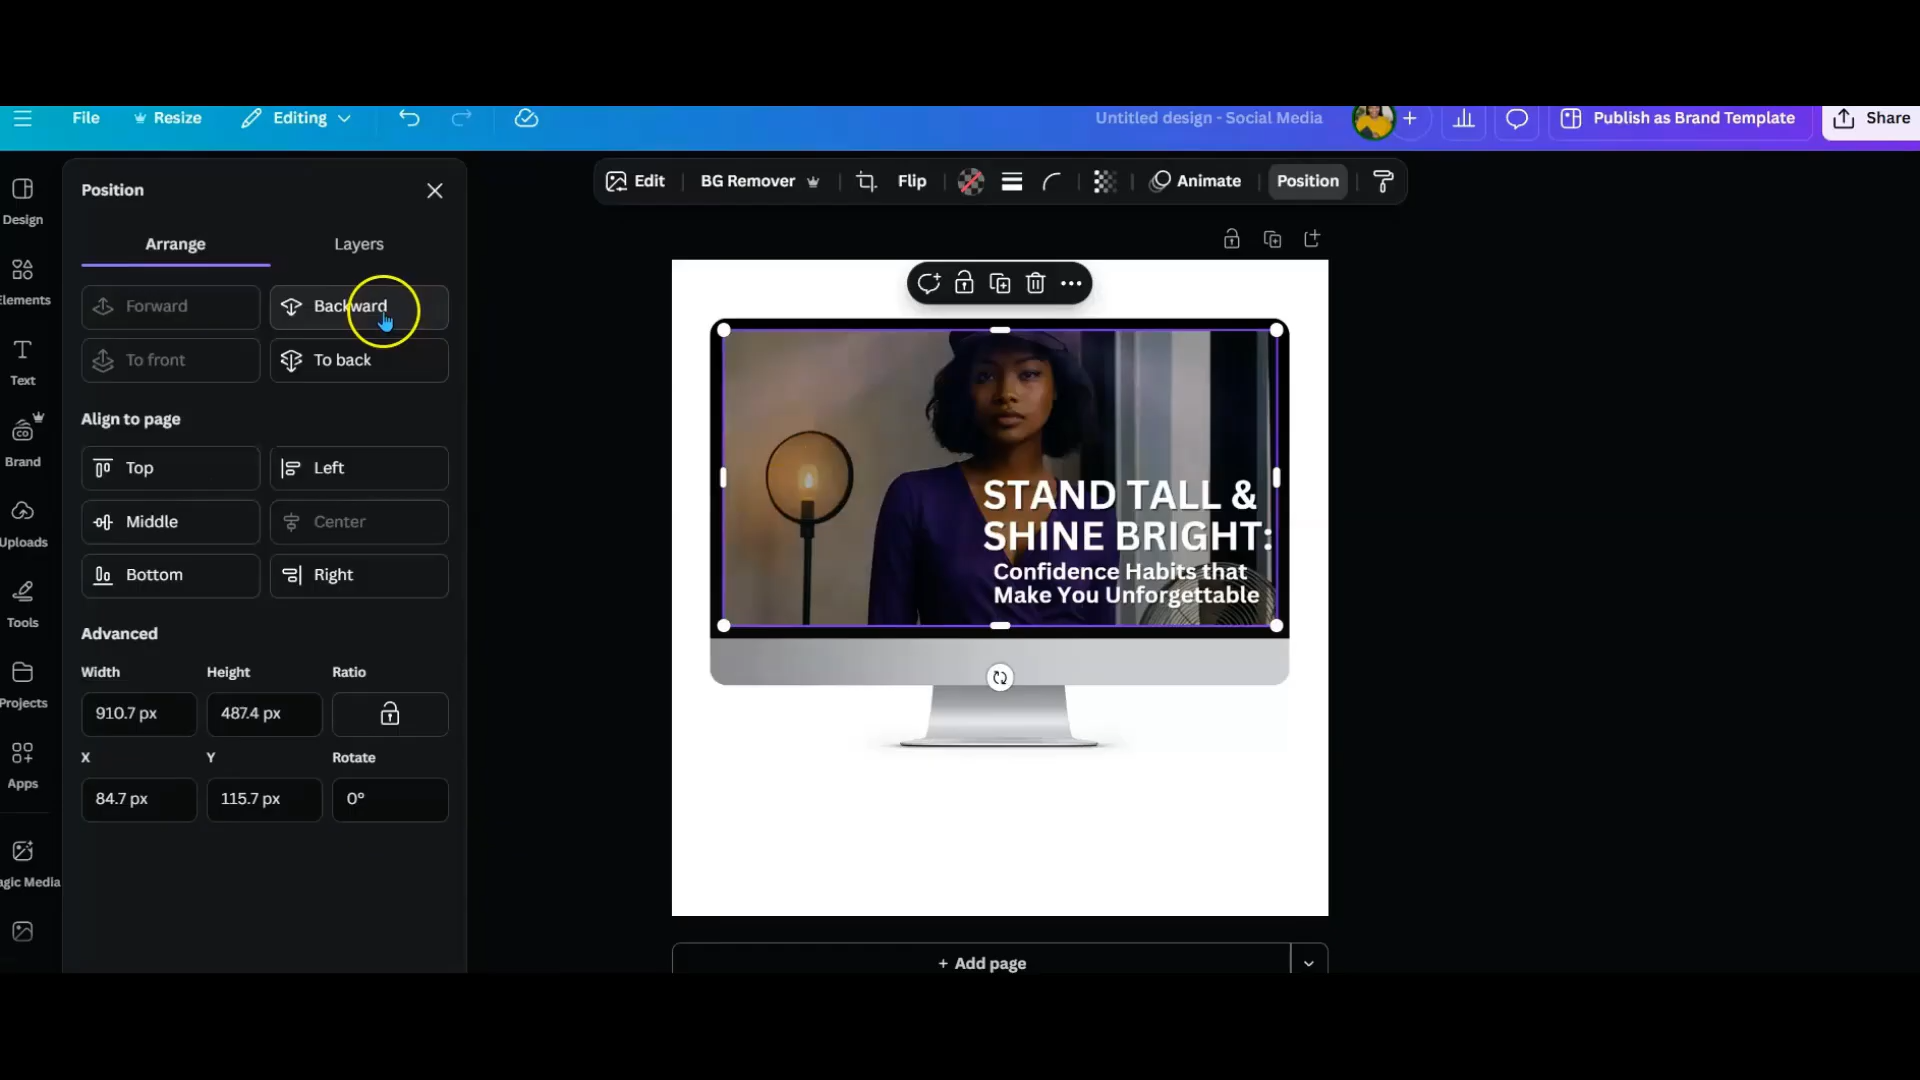 File
Resize
Editing
Untitled design - Social Media
Publish as Brand Template
Share
Design
Elements
Text
Brand
Uploads
Tools
Projects
Apps
agic Media
Position
Arrange
Layers
Forward
Backward
To front
To back
Align to page
Top
Left
Middle
Center
Bottom
Right
Advanced
Width
Height
Ratio
910.7 px
487.4 px
X
Y
Rotate
84.7 px
115.7 px
0°
Edit
BG Remover
Flip
Animate
Position
STAND TALL &
SHINE BRIGHT:
Confidence Habits that
Make You Unforgettable
+ Add page